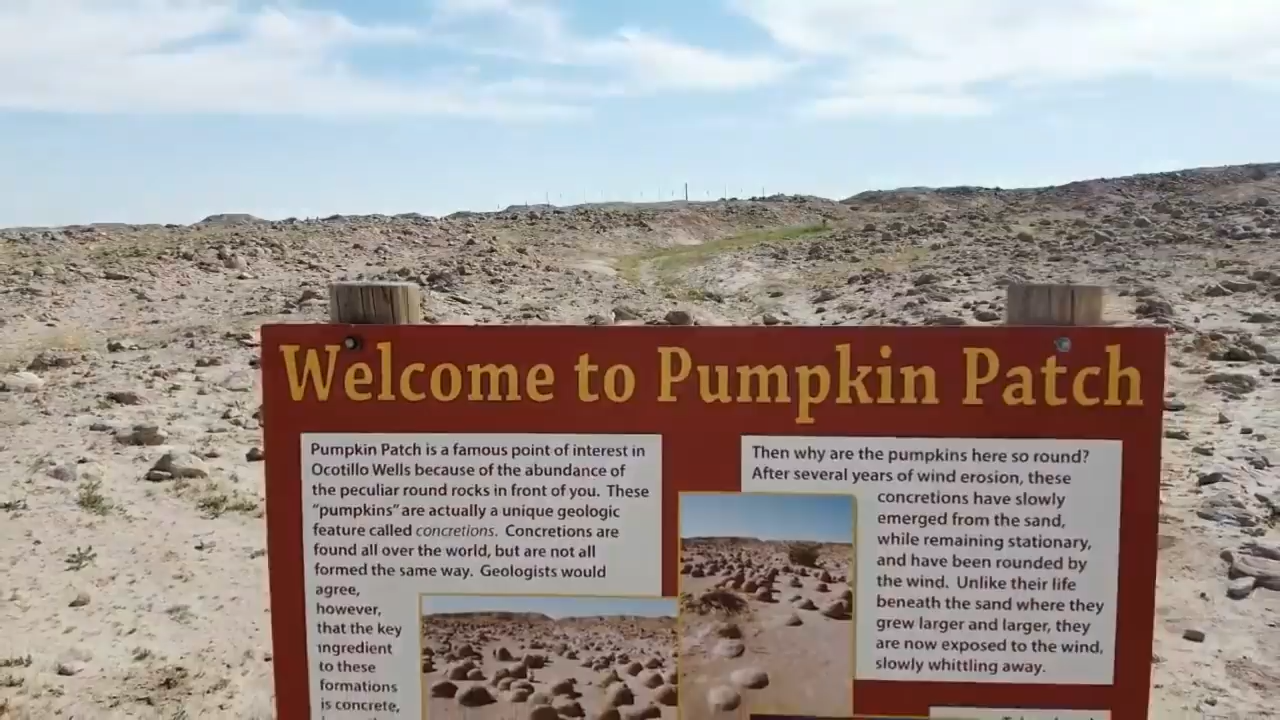 Welcome to Pumpkin Patch
Pumpkin Patch is a famous point of interest in
Ocotillo Wells because of the abundance of
the peculiar round rocks in front of you. These
“pumpkins” are actually a unique geologic
feature called concretions. Concretions are
found all over the world, but are not all
formed the same way. Geologists would
agree,
however,
that the key
ingredient
to these
formations
is concrete,
Then why are the pumpkins here so round?
After several years of wind erosion, these
concretions have slowly
emerged from the sand,
while remaining stationary,
and have been rounded by
the wind. Unlike their life
beneath the sand where they
grew larger and larger, they
are now exposed to the wind,
slowly whittling away.